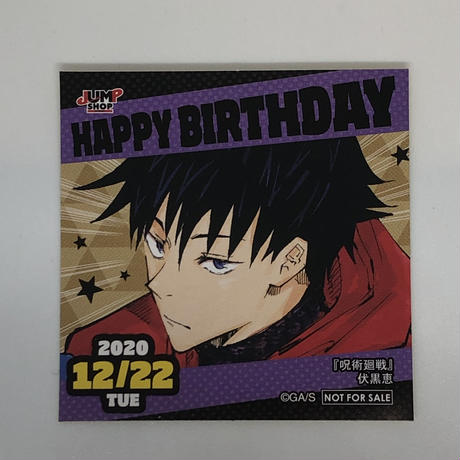 JUMP
SHOP
HAPPY BIRTHDAY
2020
12/22
TUE
『呪術廻戦』
伏黒恵
©GA/S NOT FOR SALE